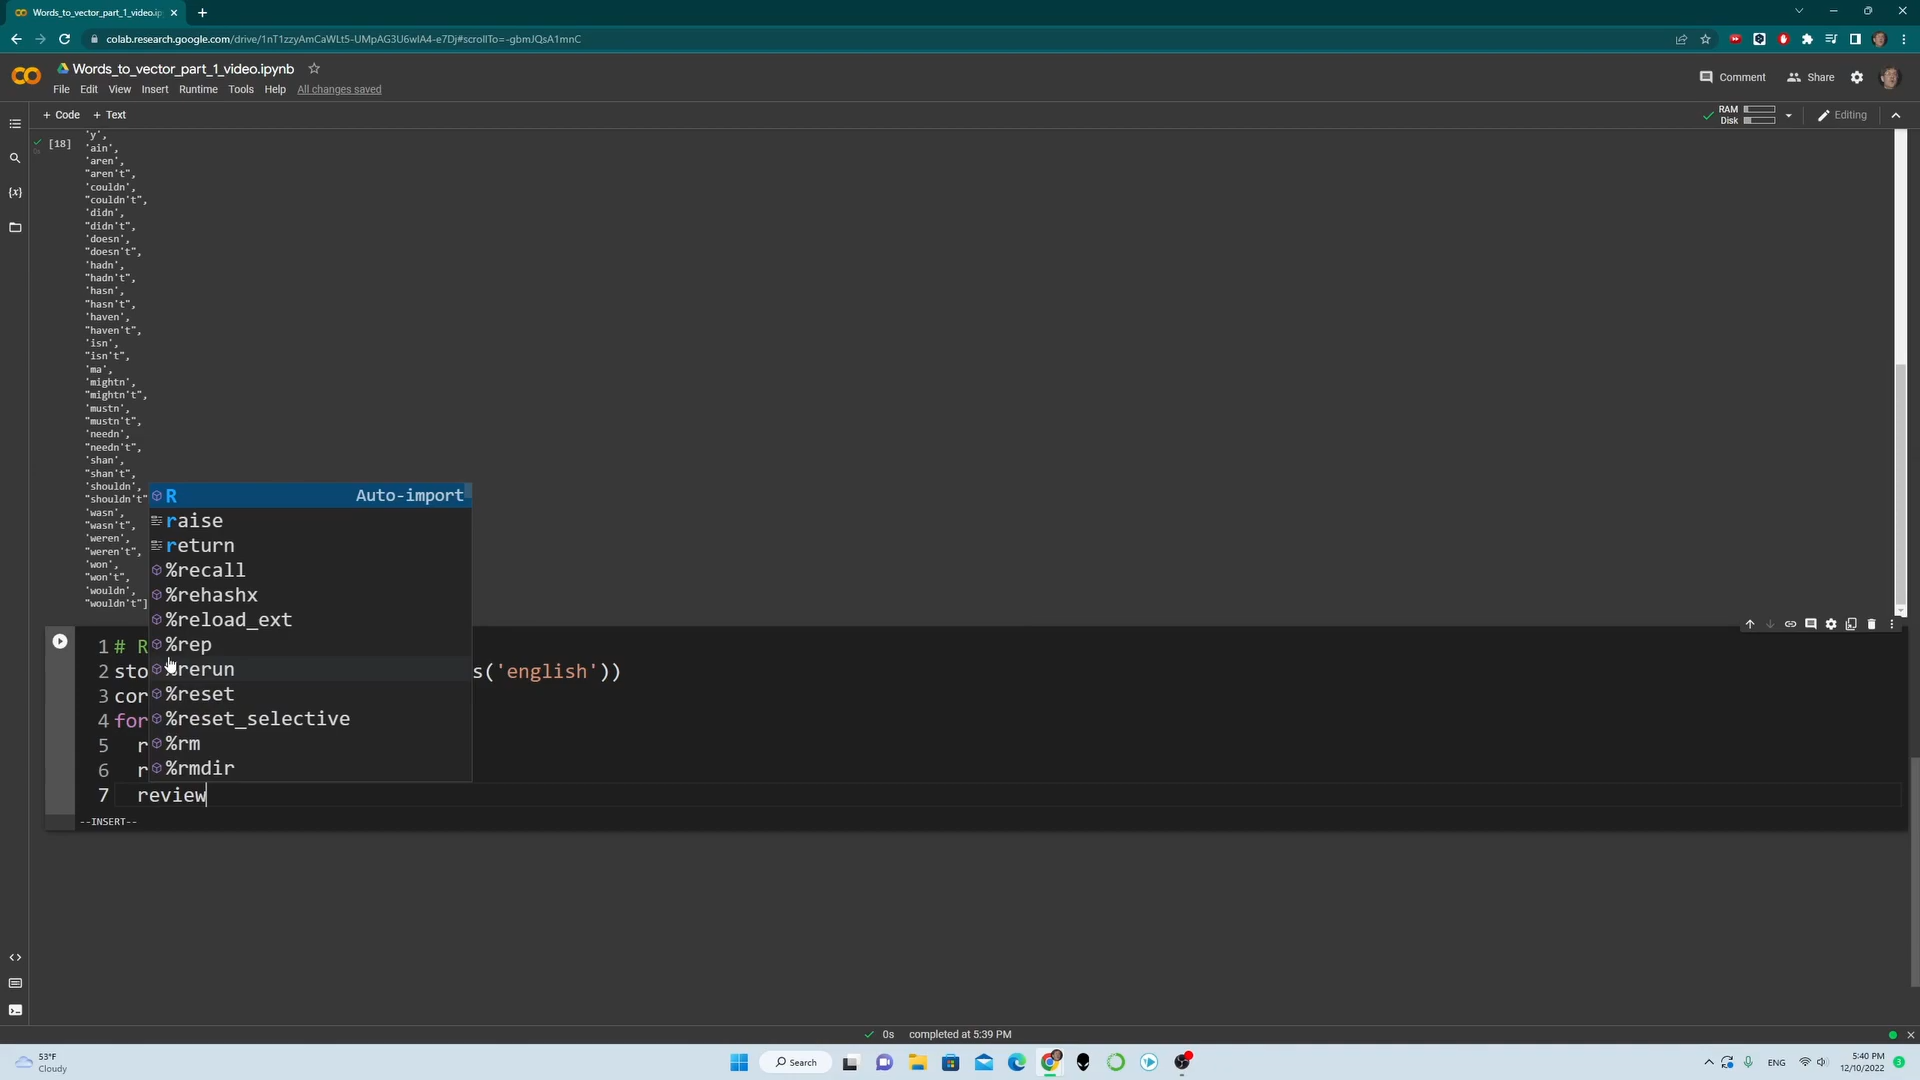 Words_to_vector_part_1_video.ip
colab.research.google.com/drive/1nT1zzyAmCaWLt5-UMpAG3U6wIA4-e7Dj#scrollTo=-gbmJQsA1mnC
Words_to_vector_part_1_video.ipynb
Comment
Share
File Edit View Insert Runtime Tools Help All changes saved
+ Code + Text
RAM
Disk
Editing
'y',
[18]
'ain',
'aren',
"aren't",
'couldn',
"couldn't",
'didn',
"didn't",
'doesn',
"doesn't",
'hadn',
"hadn't",
'hasn',
"hasn't",
'haven',
"haven't",
'isn',
"isn't",
'ma',
'mightn',
"mightn't",
'mustn',
"mustn't",
'needn',
"needn't",
'shan',
"shan't",
'shouldn',
"shouldn't"
'wasn',
"wasn't",
'weren',
"weren't",
'won',
"won't",
'wouldn',
"wouldn't"]
R Auto-import
raise
return
%recall
%rehashx
%reload_ext
%rep
%rerun
%reset
%reset_selective
%rm
%rmdir
1 # R
2 sto s('english'))
3 cor
4 for
5 r
6 r
7 review
--INSERT--
0s completed at 5:39 PM
53°F
Cloudy
Search
ENG
5:40 PM
12/10/2022
3